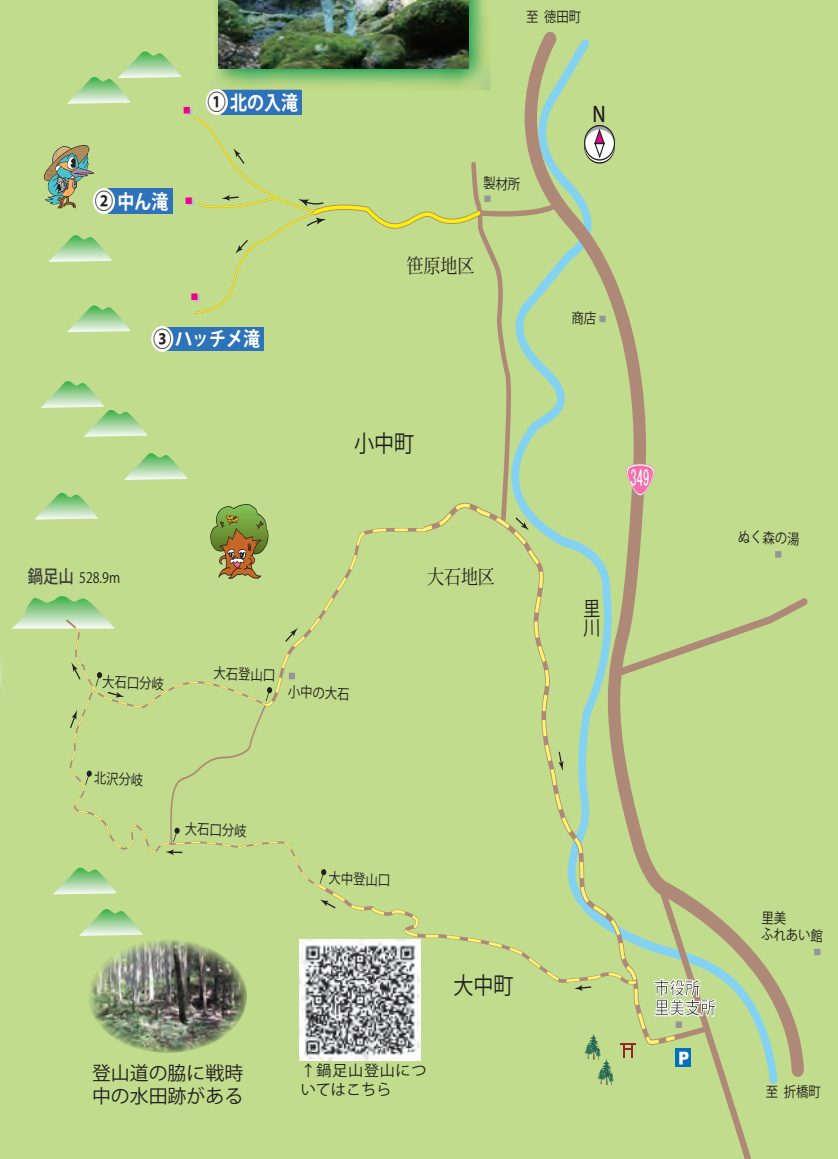 至 徳田町
①北の入滝
N
②中ん滝
製材所
笹原地区
商店
③ハッチメ滝
小中町
349
ぬく森の湯
大石地区
鍋足山 528.9m
里川
大石登山口
大石口分岐
小中の大石
北沢分岐
大石口分岐
大中登山口
里美
ふれあい館
大中町
市役所
里美支所
P
登山道の脇に戦時
中の水田跡がある
↑鍋足山登山につ
いてはこちら
至 折橋町